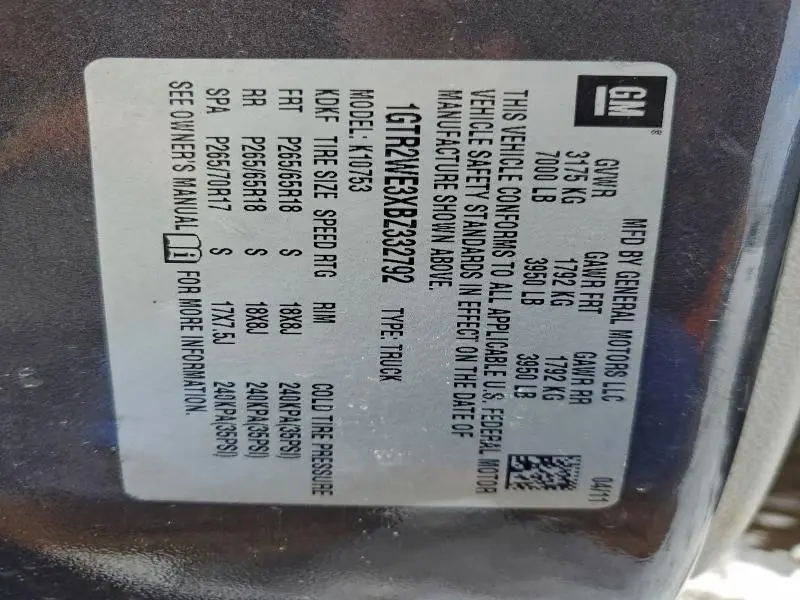 GM®
MFD BY GENERAL MOTORS LLC 04/11
GVWR GAWR FRT GAWR RR
3175 KG 1792 KG 1792 KG
7000 LB 3950 LB 3950 LB
THIS VEHICLE CONFORMS TO ALL APPLICABLE U.S. FEDERAL MOTOR
VEHICLE SAFETY STANDARDS IN EFFECT ON THE DATE OF
MANUFACTURE SHOWN ABOVE.
1GTR2WE3XBZ332792 TYPE: TRUCK
MODEL: K10753
KDXF TIRE SIZE SPEED RTG RIM COLD TIRE PRESSURE
FRT P265/65R18 S 18X8J 240KPA(35PSI)
RR P265/65R18 S 18X8J 240KPA(35PSI)
SPA P265/70R17 S 17X7.5J 240KPA(35PSI)
SEE OWNER'S MANUAL FOR MORE INFORMATION.